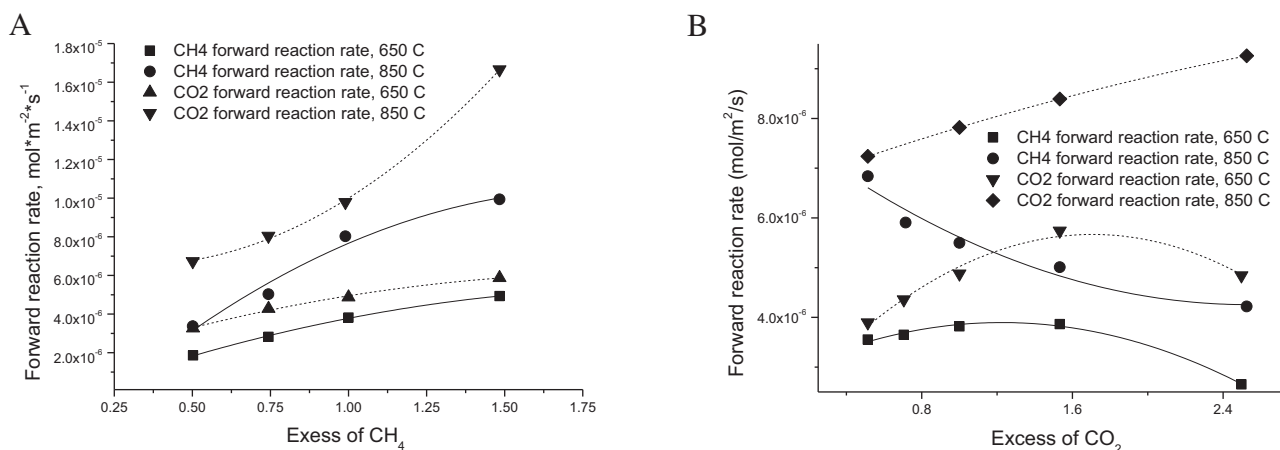 A
CH4 forward reaction rate, 650 C
CH4 forward reaction rate, 850 C
CO2 forward reaction rate, 650 C
CO2 forward reaction rate, 850 C
Forward reaction rate, mol*m⁻²*s⁻¹
1.8x10⁻⁵
1.6x10⁻⁵
1.4x10⁻⁵
1.2x10⁻⁵
1.0x10⁻⁵
8.0x10⁻⁶
6.0x10⁻⁶
4.0x10⁻⁶
2.0x10⁻⁶
0.25 0.50 0.75 1.00 1.25 1.50 1.75
Exess of CH₄
B
CH4 forward reaction rate, 650 C
CH4 forward reaction rate, 850 C
CO2 forward reaction rate, 650 C
CO2 forward reaction rate, 850 C
Forward reaction rate (mol/m²/s)
8.0x10⁻⁶
6.0x10⁻⁶
4.0x10⁻⁶
0.8 1.6 2.4
Excess of CO₂